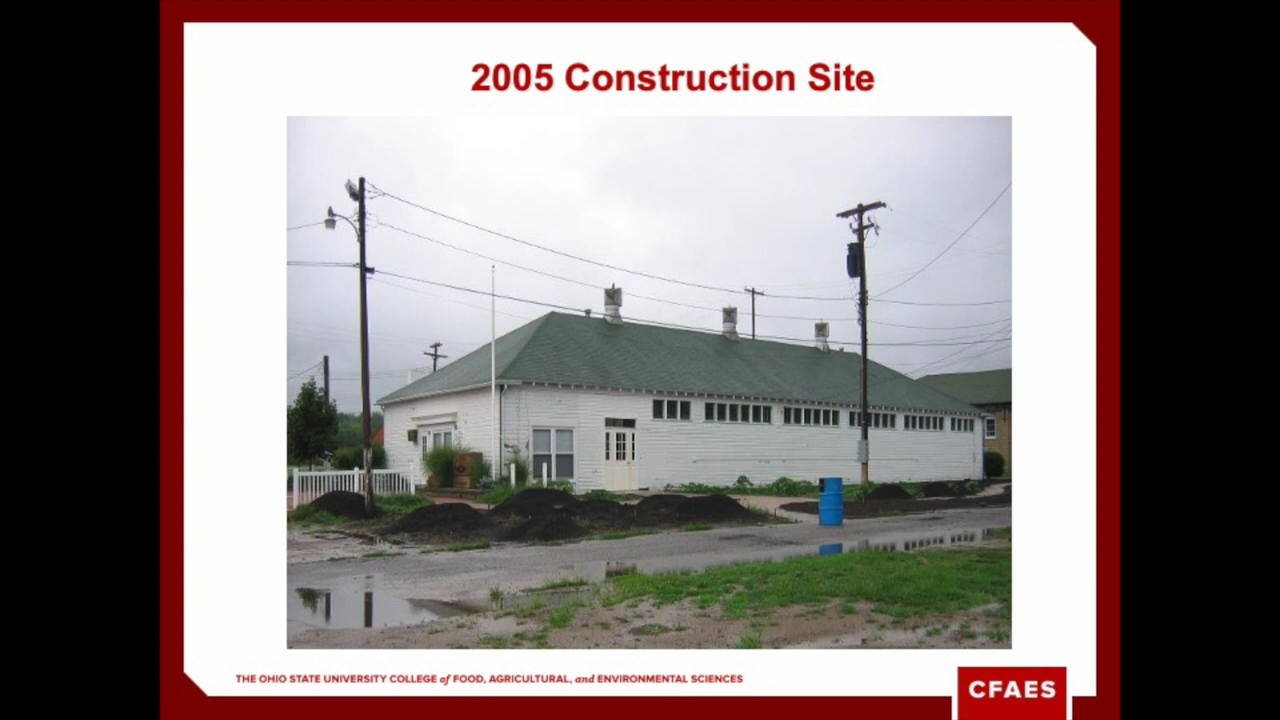 2005 Construction Site
THE OHIO STATE UNIVERSITY COLLEGE of FOOD, AGRICULTURAL, and ENVIRONMENTAL SCIENCES
CFAES